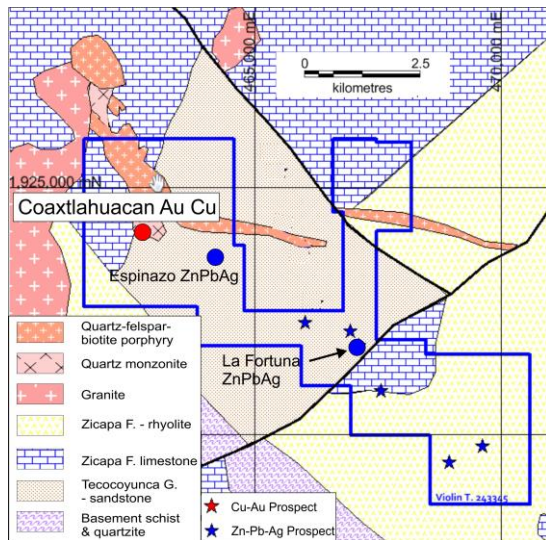 465,000 mE
470,000 mE
0 2.5
kilometres
1,925,000 mN
Coaxtlahuacan Au Cu
Espinazo ZnPbAg
La Fortuna
ZnPbAg
Quartz-felspar-
biotite porphyry
Quartz monzonite
Granite
Zicapa F. - rhyolite
Zicapa F. limestone
Tecocoyunca G.
- sandstone
Basement schist
& quartzite
Cu-Au Prospect
Zn-Pb-Ag Prospect
Violin T. 243345